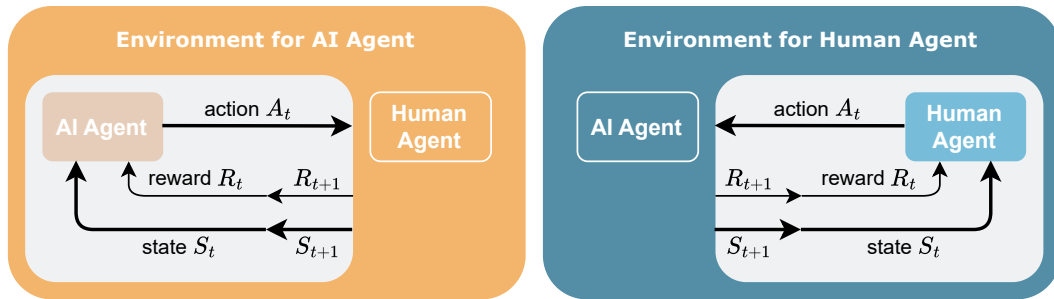 Environment for AI Agent
AI Agent
action $A_t$
Human
Agent
reward $R_t$
$R_{t+1}$
state $S_t$
$S_{t+1}$
Environment for Human Agent
AI Agent
action $A_t$
Human
Agent
$R_{t+1}$
reward $R_t$
$S_{t+1}$
state $S_t$